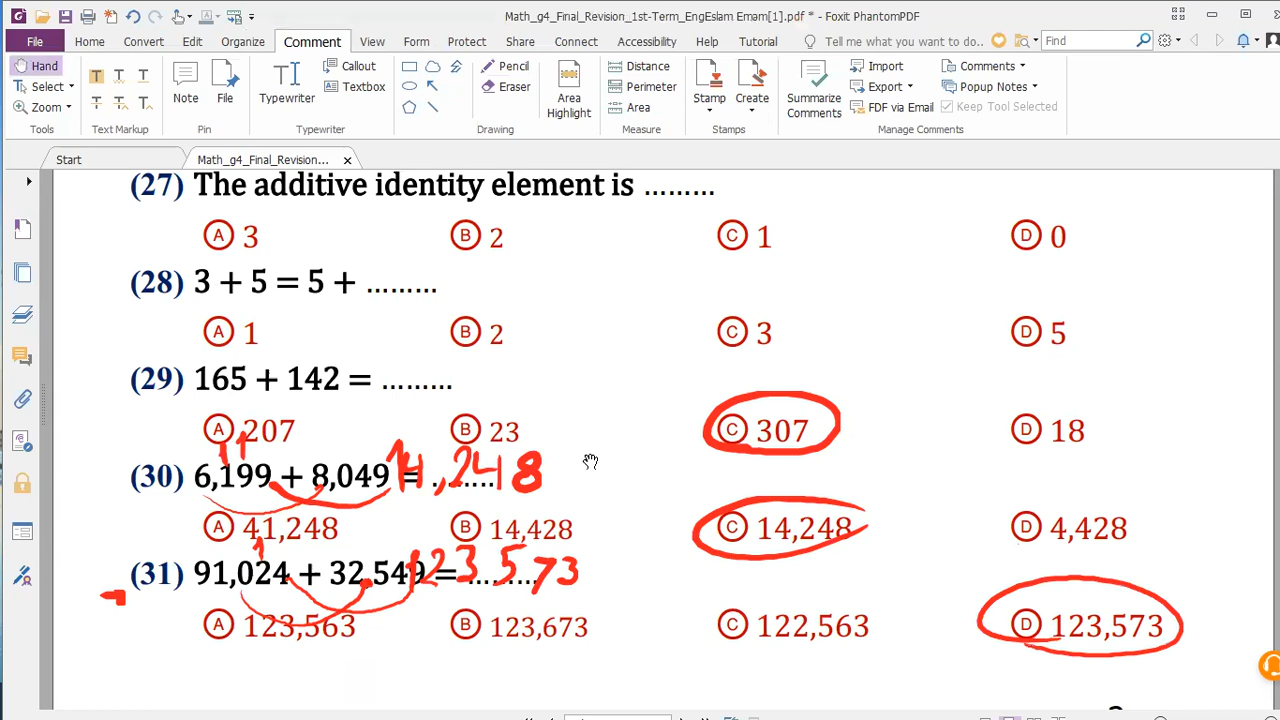 Math_g4_Final_Revision_1st-Term_EngEslam Emam[1].pdf * - Foxit PhantomPDF
File Home Convert Edit Organize Comment View Form Protect Share Connect Accessibility Help Tutorial Tell me what you want to do.. Find
Hand Select Zoom Tools
Text Markup
Note File Pin
Typewriter Callout Textbox Typewriter
Pencil Eraser Drawing
Area Highlight
Distance Perimeter Area Measure
Stamp Create Stamps
Summarize Comments Import Export FDF via Email Comments Popup Notes Keep Tool Selected Manage Comments
Start Math_g4_Final_Revision...
(27) The additive identity element is .........
A 3 B 2 C 1 D 0
(28) 3 + 5 = 5 + .........
A 1 B 2 C 3 D 5
(29) 165 + 142 = .........
A 207 B 23 C 307 D 18
1 1
(30) 6,199 + 8,049 = ......... 14,248
A 41,248 B 14,428 C 14,248 D 4,428
1
(31) 91,024 + 32,549 = ......... 123573
A 123,563 B 123,673 C 122,563 D 123,573